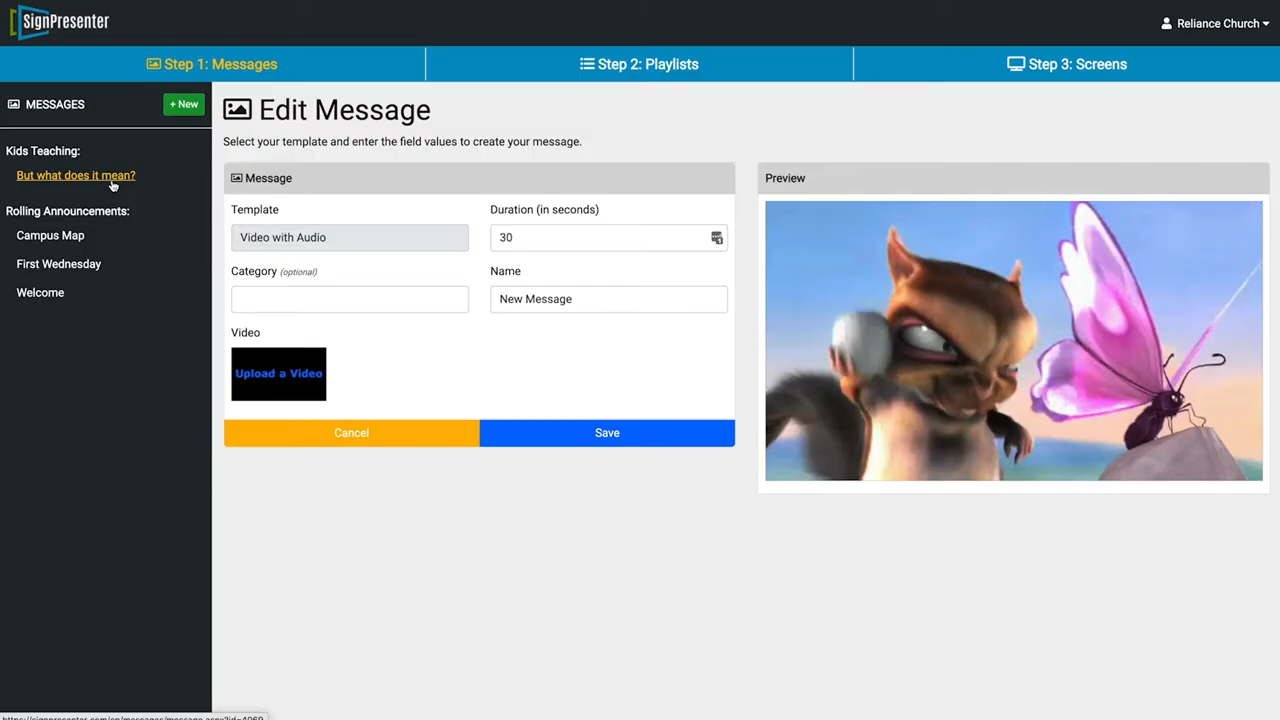 SignPresenter
Reliance Church
Step 1: Messages
Step 2: Playlists
Step 3: Screens
MESSAGES
+ New
Kids Teaching:
But what does it mean?
Rolling Announcements:
Campus Map
First Wednesday
Welcome
Edit Message
Select your template and enter the field values to create your message.
Message
Template
Duration (in seconds)
Video with Audio
30
Category (optional)
Name
New Message
Video
Upload a Video
Cancel
Save
Preview